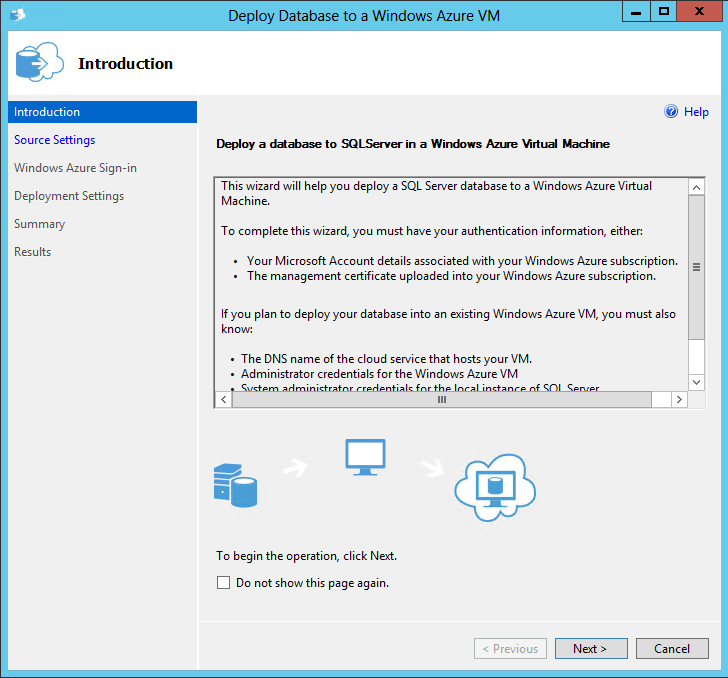 Deploy Database to a Windows Azure VM
Introduction
Introduction
Source Settings
Windows Azure Sign-in
Deployment Settings
Summary
Results
Help
Deploy a database to SQLServer in a Windows Azure Virtual Machine
This wizard will help you deploy a SQL Server database to a Windows Azure Virtual
Machine.
To complete this wizard, you must have your authentication information, either:
• Your Microsoft Account details associated with your Windows Azure subscription.
• The management certificate uploaded into your Windows Azure subscription.
If you plan to deploy your database into an existing Windows Azure VM, you must also
know:
• The DNS name of the cloud service that hosts your VM.
• Administrator credentials for the Windows Azure VM
• System administrator credentials for the local instance of SQL Server
To begin the operation, click Next.
Do not show this page again.
< Previous
Next >
Cancel